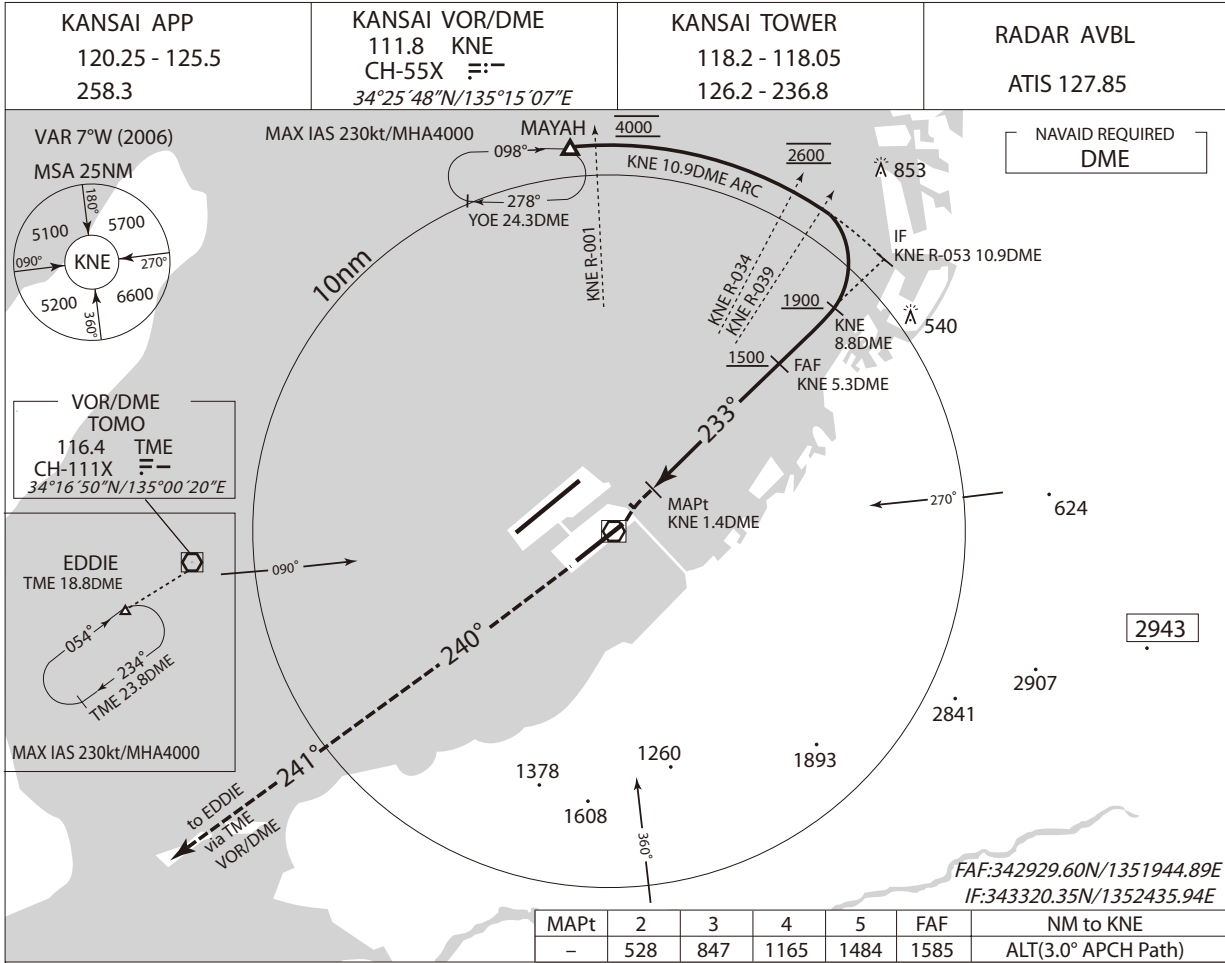 KANSAI APP
120.25 - 125.5
258.3
KANSAI VOR/DME
111.8 KNE
CH-55X
34°25´48”N/135°15´07”E
KANSAI TOWER
118.2 - 118.05
126.2 - 236.8
RADAR AVBL
ATIS 127.85
VAR 7°W (2006)
MSA 25NM
180°
5100
5700
090°
KNE
270°
5200
6600
360°
MAX IAS 230kt/MHA4000
MAYAH
4000
098°
278°
YOE 24.3DME
KNE 10.9DME ARC
2600
853
NAVAID REQUIRED
DME
10nm
KNE R-001
KNE R-034
KNE R-039
IF
KNE R-053 10.9DME
1900
KNE
8.8DME
540
1500
FAF
KNE 5.3DME
233°
VOR/DME
TOMO
116.4 TME
CH-111X
34°16´50”N/135°00´20”E
MAPt
KNE 1.4DME
270°
624
EDDIE
TME 18.8DME
090°
054°
234°
TME 23.8DME
MAX IAS 230kt/MHA4000
240°
241°
to EDDIE
via TME
VOR/DME
2943
2907
2841
1893
1260
1378
1608
360°
FAF:342929.60N/1351944.89E
IF:343320.35N/1352435.94E
MAPt 2 3 4 5 FAF NM to KNE
– 528 847 1165 1484 1585 ALT(3.0° APCH Path)